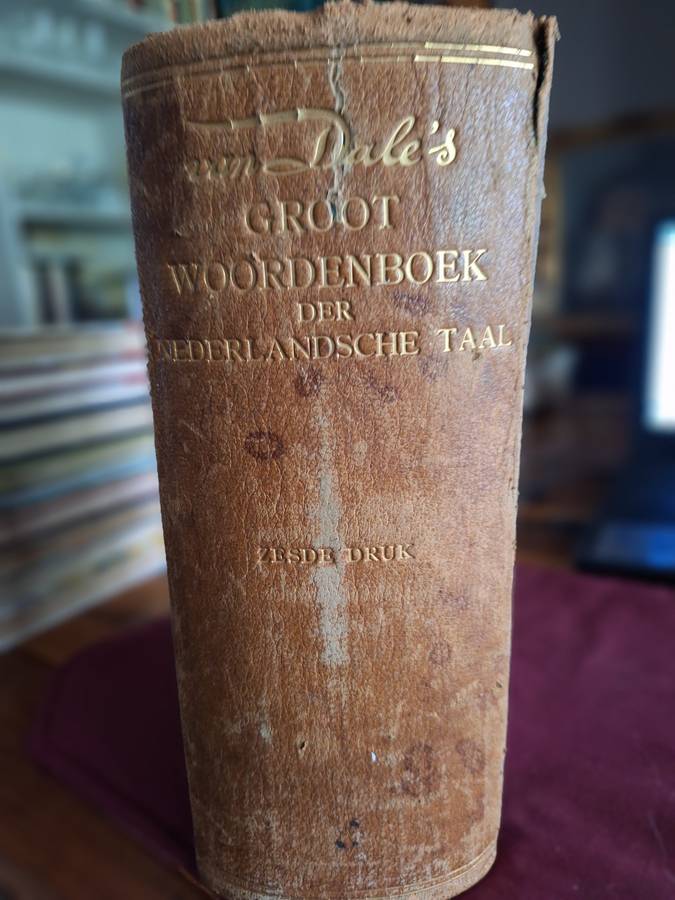 van Dale's
GROOT
WOORDENBOEK
DER
NEDERLANDSCHE TAAL
ZESDE DRUK